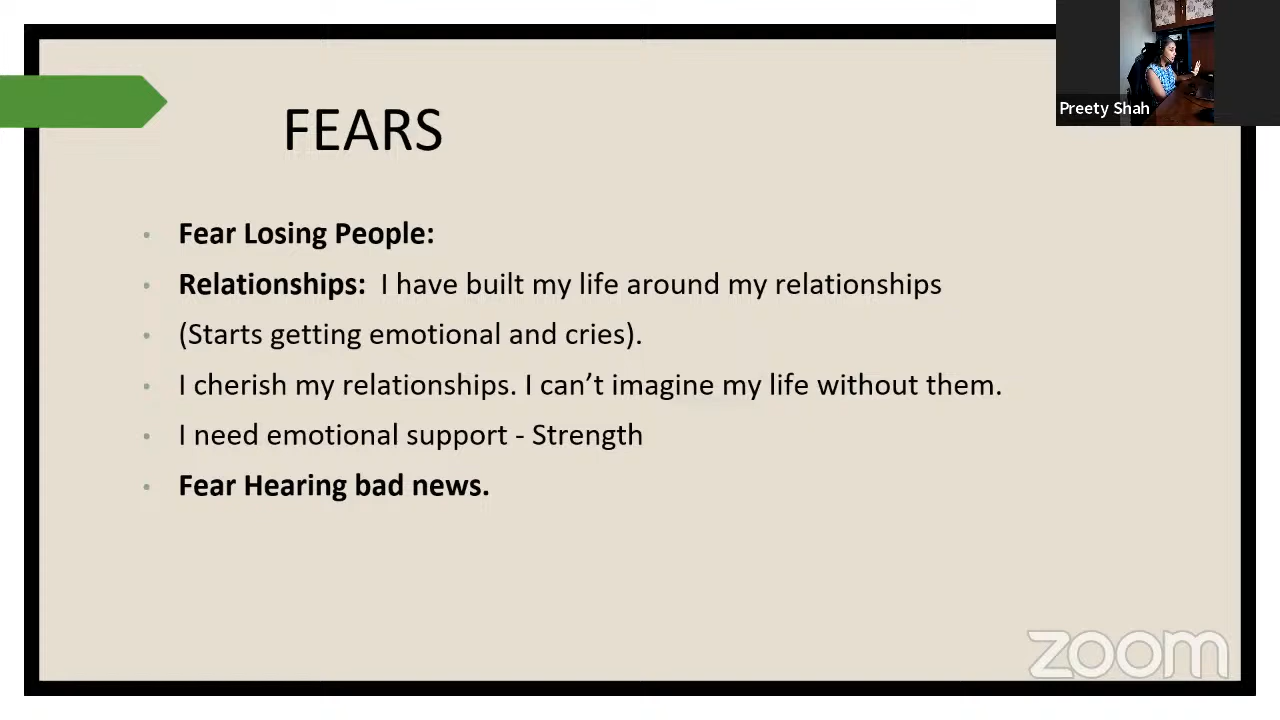 Preety Shah
FEARS
Fear Losing People:
Relationships: I have built my life around my relationships
(Starts getting emotional and cries).
I cherish my relationships. I can’t imagine my life without them.
I need emotional support - Strength
Fear Hearing bad news.
zoom